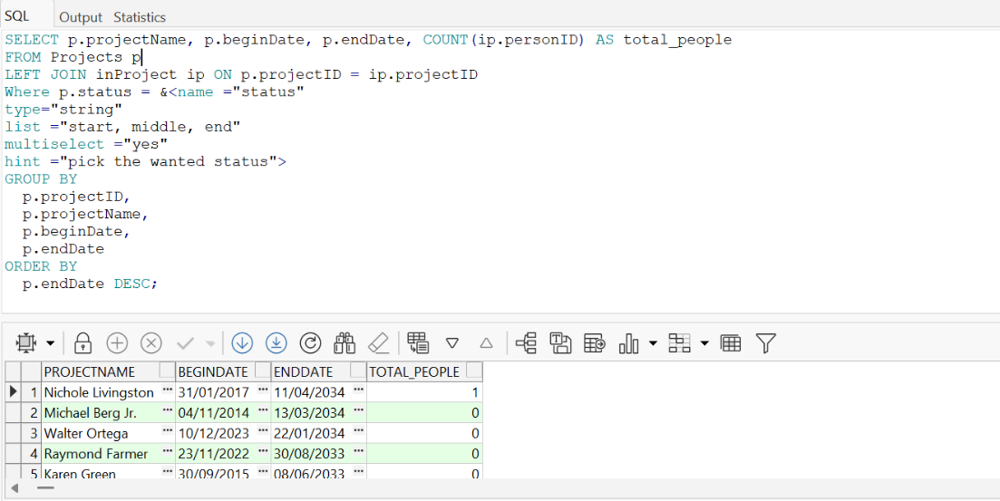 SQL Output Statistics
SELECT p.projectName, p.beginDate, p.endDate, COUNT(ip.personID) AS total_people
FROM Projects p
LEFT JOIN inProject ip ON p.projectID = ip.projectID
Where p.status = &<name ="status"
type="string"
list ="start, middle, end"
multiselect ="yes"
hint ="pick the wanted status">
GROUP BY
p.projectID,
p.projectName,
p.beginDate,
p.endDate
ORDER BY
p.endDate DESC;
PROJECTNAME BEGINDATE ENDDATE TOTAL_PEOPLE
1 Nichole Livingston ··· 31/01/2017 ··· 11/04/2034 ··· 1
2 Michael Berg Jr. ··· 04/11/2014 ··· 13/03/2034 ··· 0
3 Walter Ortega ··· 10/12/2023 ··· 22/01/2034 ··· 0
4 Raymond Farmer ··· 23/11/2022 ··· 30/08/2033 ··· 0
5 Karen Green ··· 30/09/2015 ··· 08/06/2033 ··· 0